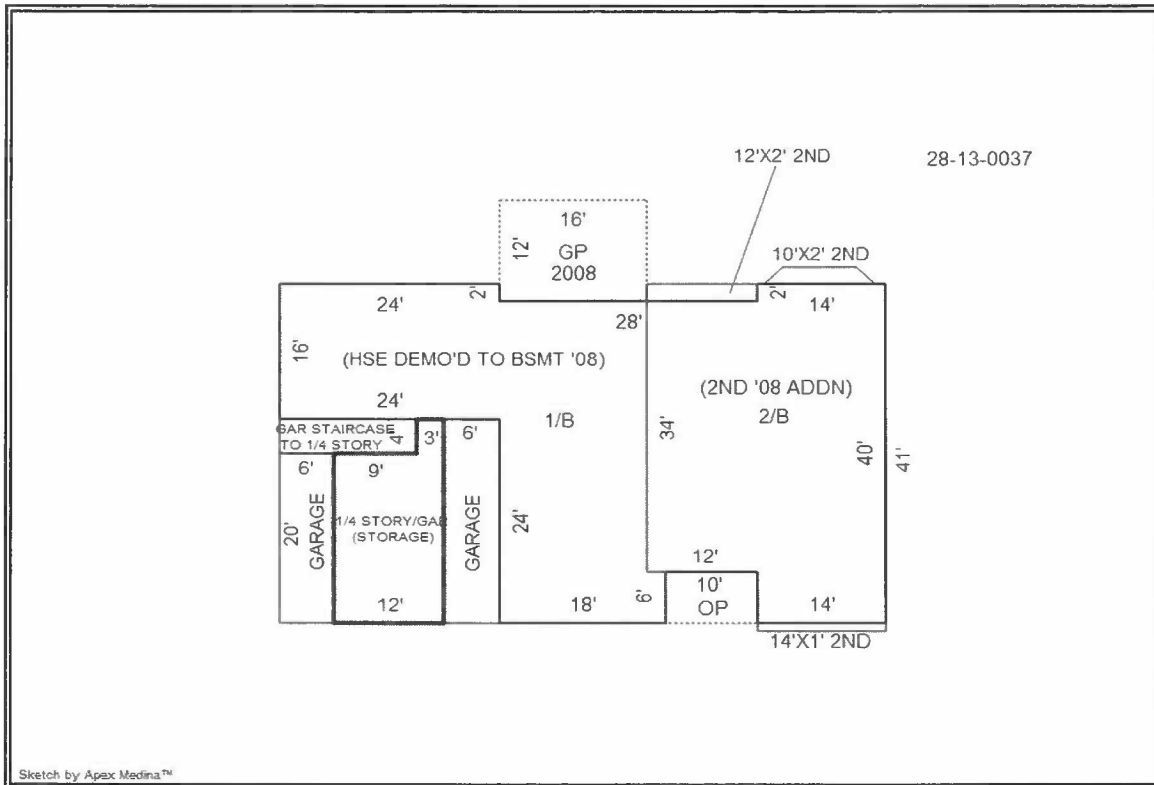 12'X2' 2ND
28-13-0037
16'
12'
GP
2008
10'X2' 2ND
24'
2'
28'
2'
14'
16'
(HSE DEMO'D TO BSMT '08)
(2ND '08 ADDN)
2/B
24'
1/B
GAR STAIRCASE
TO 1/4 STORY
4'
3'
6'
34'
40'
41'
6'
9'
20'
GARAGE
1/4 STORY/GAR
(STORAGE)
GARAGE
24'
12'
12'
18'
6'
10'
OP
14'
14'X1' 2ND
Sketch by Apex Medina™